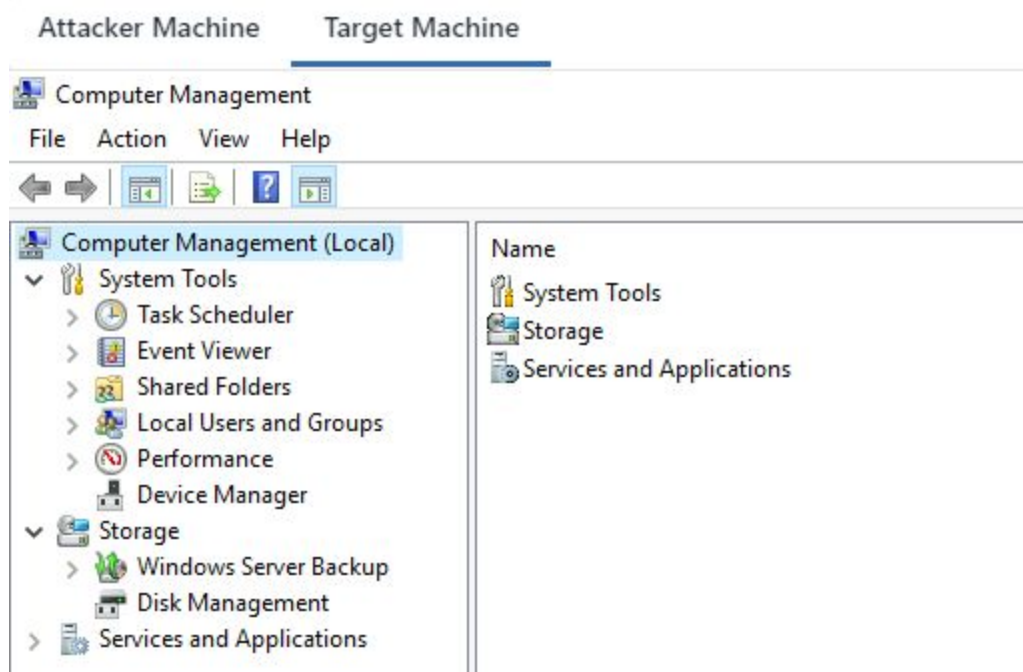 Attacker Machine Target Machine
Computer Management
File Action View Help
Computer Management (Local)
System Tools
Task Scheduler
Event Viewer
Shared Folders
Local Users and Groups
Performance
Device Manager
Storage
Windows Server Backup
Disk Management
Services and Applications
Name
System Tools
Storage
Services and Applications